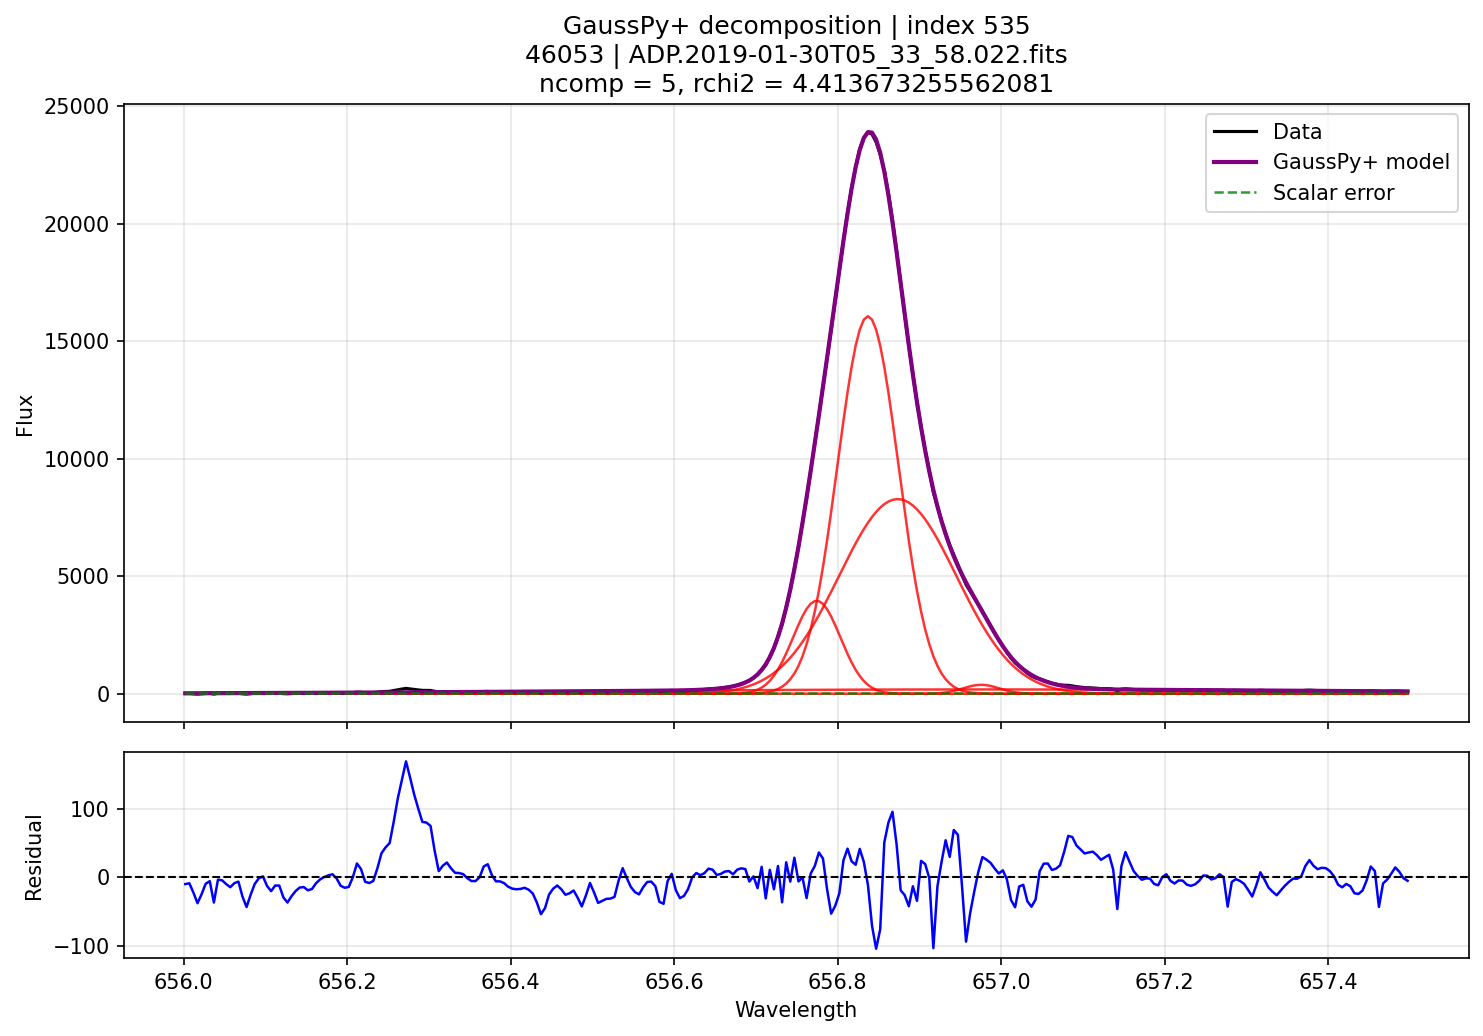 GaussPy+ decomposition | index 535
46053 | ADP.2019-01-30T05_33_58.022.fits
ncomp = 5, rchi2 = 4.413673255562081
25000
20000
15000
10000
5000
0
Flux
Data
GaussPy+ model
Scalar error
100
0
−100
Residual
656.0 656.2 656.4 656.6 656.8 657.0 657.2 657.4
Wavelength